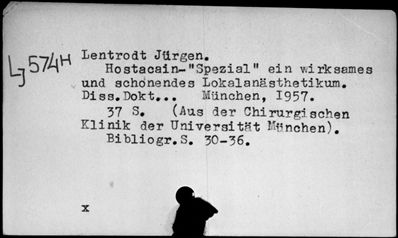 Lj 574H
Lentrodt Jürgen.
Hostacain-"Spezial" ein wirksames
und schönendes Lokalanästhetikum.
Diss.Dokt... München, 1957.
37 S. (Aus der Chirurgischen
Klinik der Universität München).
Bibliogr.S. 30-36.
x